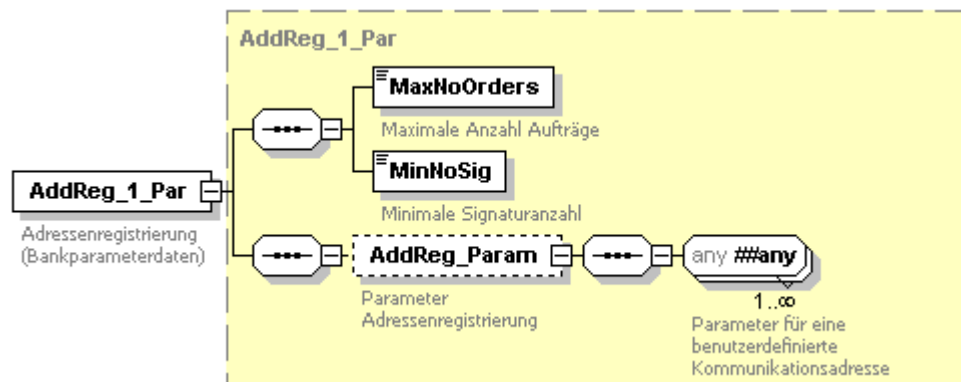 AddReg_1_Par
MaxNoOrders
Maximale Anzahl Aufträge
MinNoSig
Minimale Signaturanzahl
AddReg_1_Par
Adressenregistrierung
(Bankparameterdaten)
AddReg_Param
Parameter
Adressenregistrierung
any ##any
1..∞
Parameter für eine
benutzerdefinierte
Kommunikationsadresse